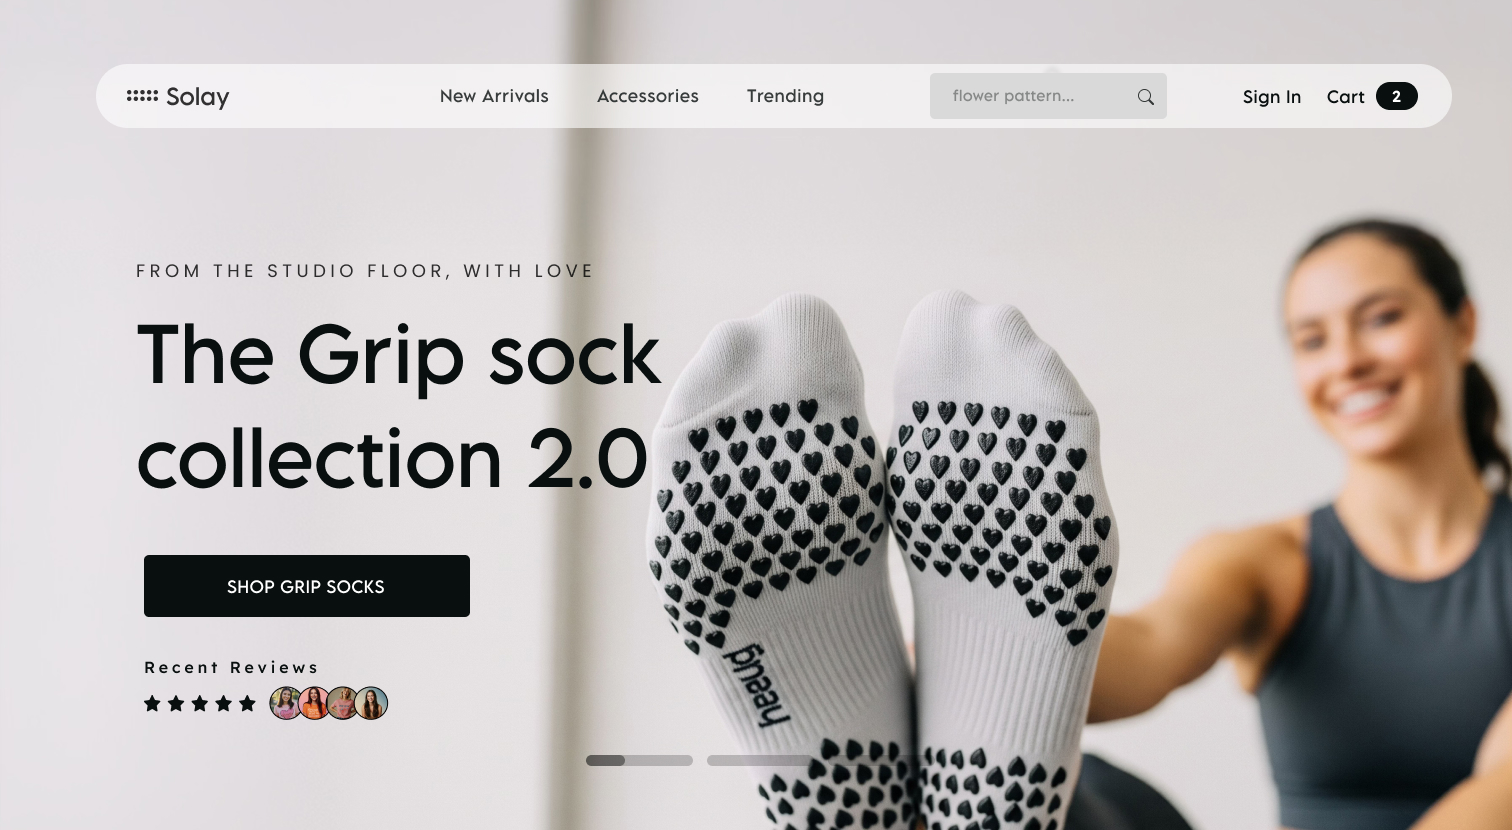 Solay
New Arrivals
Accessories
Trending
flower pattern...
Sign In
Cart
2
FROM THE STUDIO FLOOR, WITH LOVE
The Grip sock
collection 2.0
SHOP GRIP SOCKS
Recent Reviews
haaug